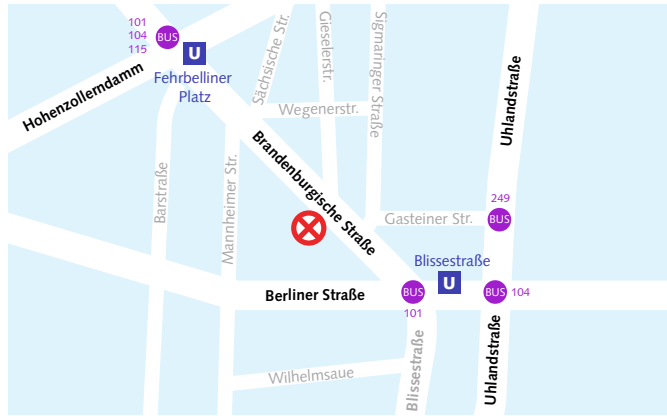 101
104
115
BUS
U
Fehrbelliner
Platz
Hohenzollerndamm
Sächsische Str.
Gieselerstr.
Sigmaringer Straße
Wegenerstr.
Uhlandstraße
Brandenburgische Straße
Barstraße
Mannheimer Str.
249
BUS
Gasteiner Str.
Blissestraße
U
BUS
101
BUS
104
Berliner Straße
Wilhelmsaue
Blissestraße
Uhlandstraße